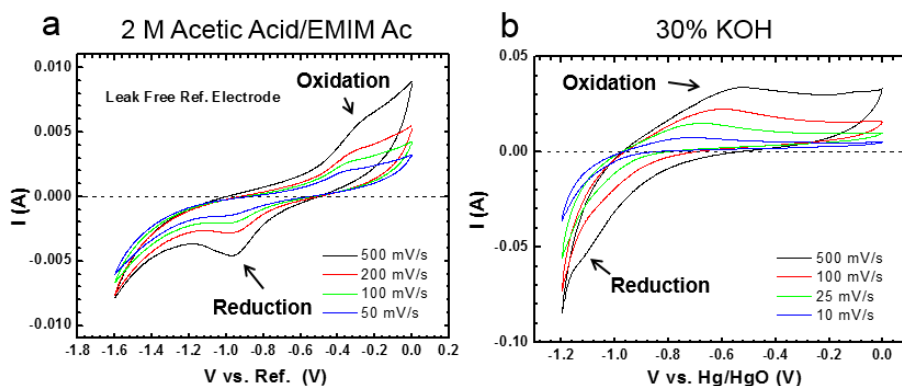 a
2 M Acetic Acid/EMIM Ac
0.010
0.005
0.000
-0.005
-0.010
I (A)
Leak Free Ref. Electrode
Oxidation
Reduction
500 mV/s
200 mV/s
100 mV/s
50 mV/s
-1.8 -1.6 -1.4 -1.2 -1.0 -0.8 -0.6 -0.4 -0.2 0.0 0.2
V vs. Ref. (V)
b
30% KOH
0.05
0.00
-0.05
-0.10
I (A)
Oxidation
Reduction
500 mV/s
100 mV/s
25 mV/s
10 mV/s
-1.2 -1.0 -0.8 -0.6 -0.4 -0.2 0.0
V vs. Hg/HgO (V)